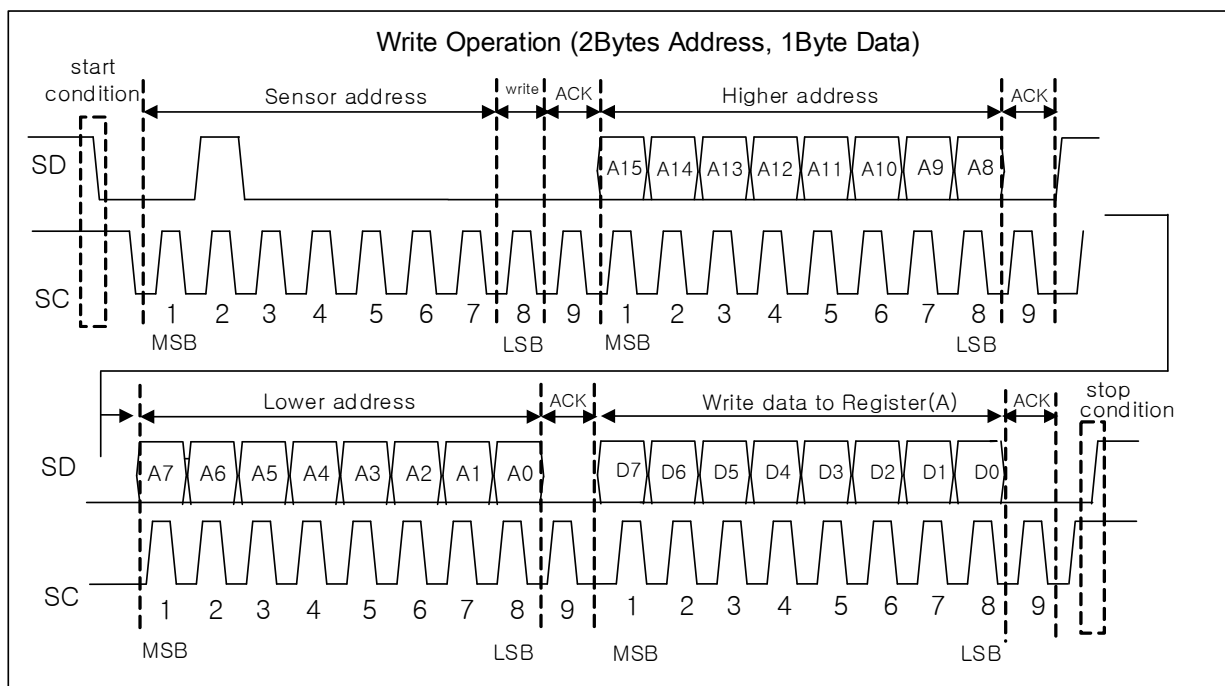 Write Operation (2Bytes Address, 1Byte Data)
start condition
Sensor address write ACK Higher address ACK
SD A15 A14 A13 A12 A11 A10 A9 A8
SC
1 2 3 4 5 6 7 8 9 1 2 3 4 5 6 7 8 9
MSB LSB MSB LSB
Lower address ACK Write data to Register(A) ACK stop condition
SD A7 A6 A5 A4 A3 A2 A1 A0 D7 D6 D5 D4 D3 D2 D1 D0
SC
1 2 3 4 5 6 7 8 9 1 2 3 4 5 6 7 8 9
MSB LSB MSB LSB